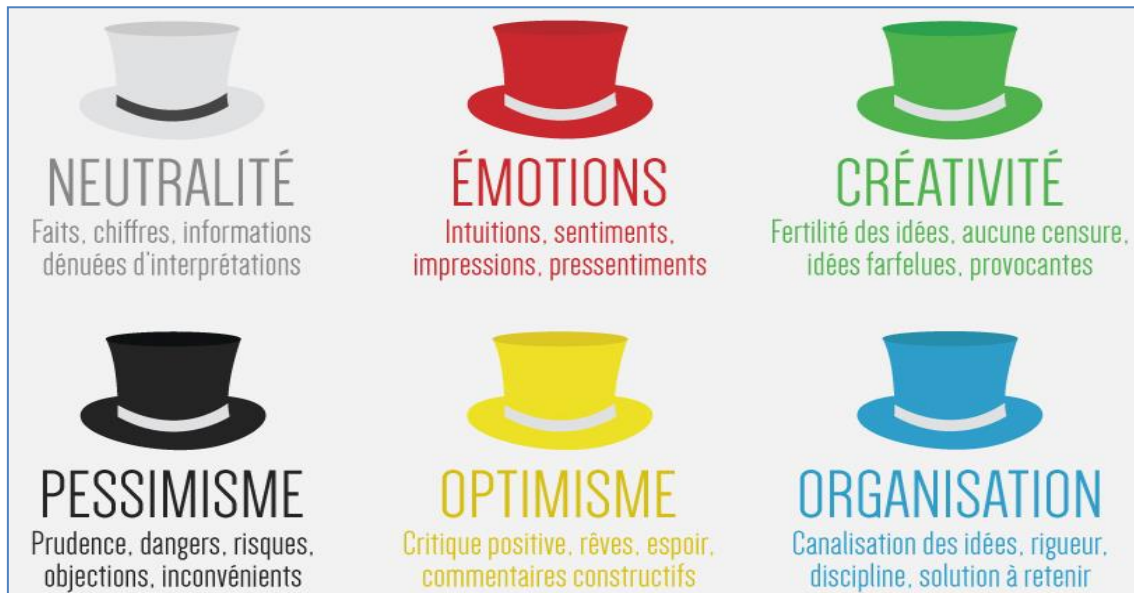 NEUTRALITÉ
Faits, chiffres, informations
dénuées d'interprétations
ÉMOTIONS
Intuitions, sentiments,
impressions, pressentiments
CRÉATIVITÉ
Fertilité des idées, aucune censure,
idées farfelues, provocantes
PESSIMISME
Prudence, dangers, risques,
objections, inconvénients
OPTIMISME
Critique positive, rêves, espoir,
commentaires constructifs
ORGANISATION
Canalisation des idées, rigueur,
discipline, solution à retenir